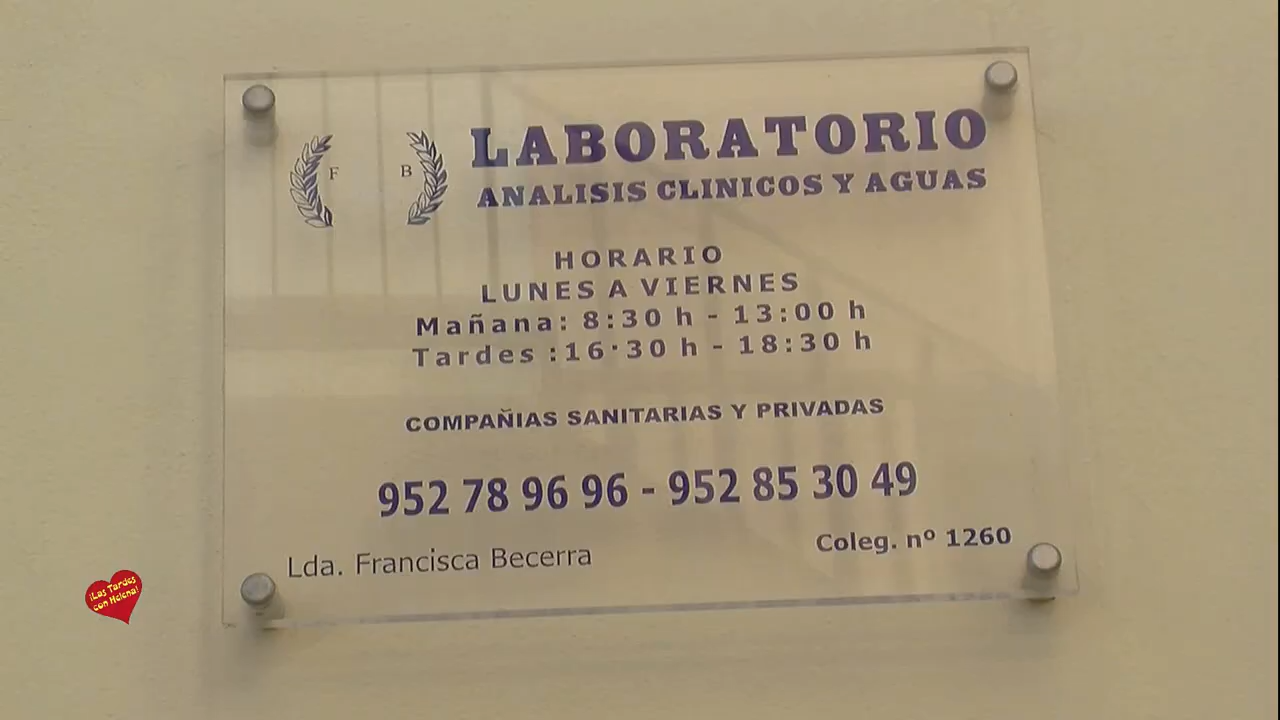 F B
LABORATORIO
ANALISIS CLINICOS Y AGUAS
HORARIO
LUNES A VIERNES
Mañana: 8:30 h - 13:00 h
Tardes :16·30 h - 18:30 h
COMPAÑIAS SANITARIAS Y PRIVADAS
952 78 96 96 - 952 85 30 49
Coleg. nº 1260
Lda. Francisca Becerra
¡Las Tardes
con Helena!